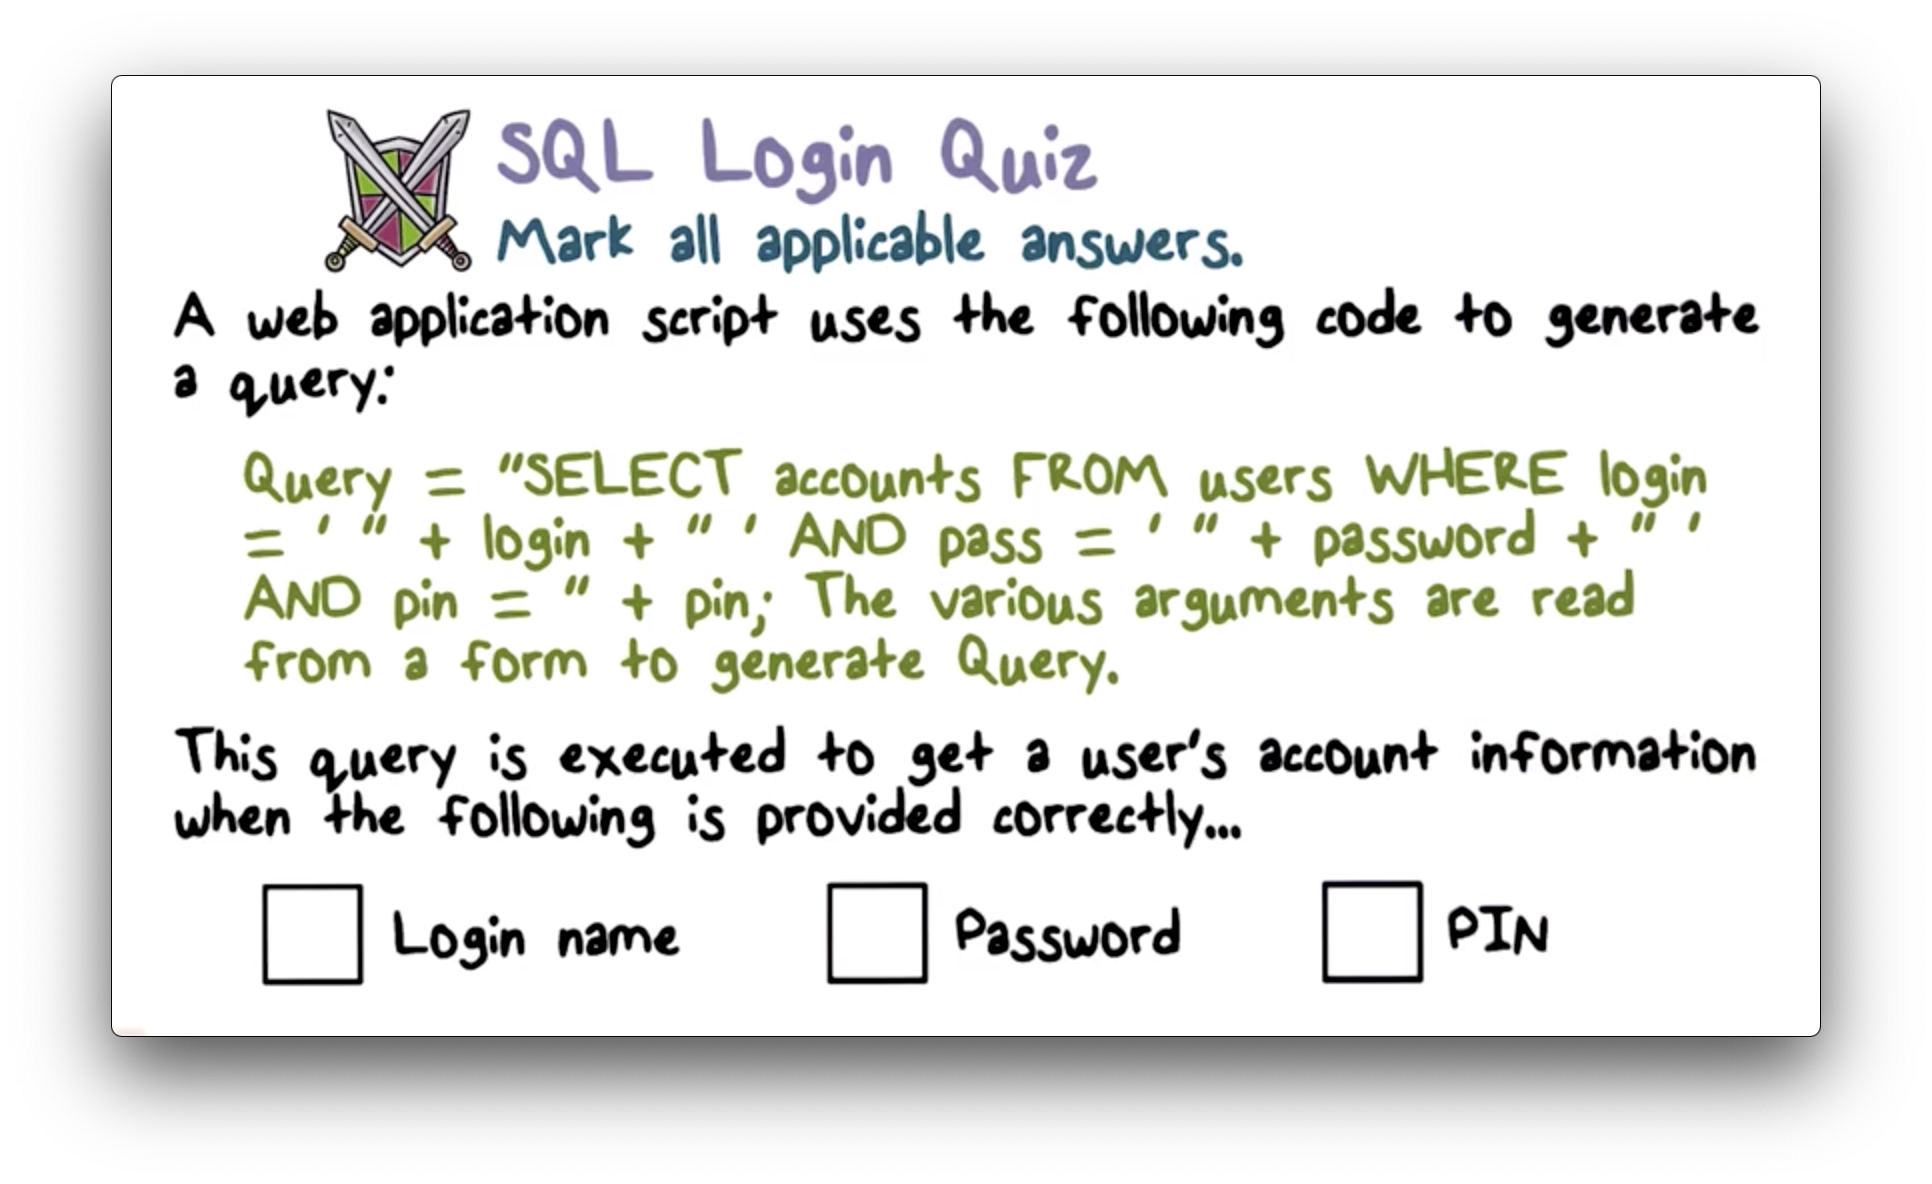 SQL Login Quiz
Mark all applicable answers.
A web application script uses the following code to generate
a query:
Query = "SELECT accounts FROM users WHERE login
= ' " + login + " ' AND pass = ' " + password + " '
AND pin = " + pin; The various arguments are read
from a form to generate Query.
This query is executed to get a user's account information
when the following is provided correctly...
Login name
Password
PIN